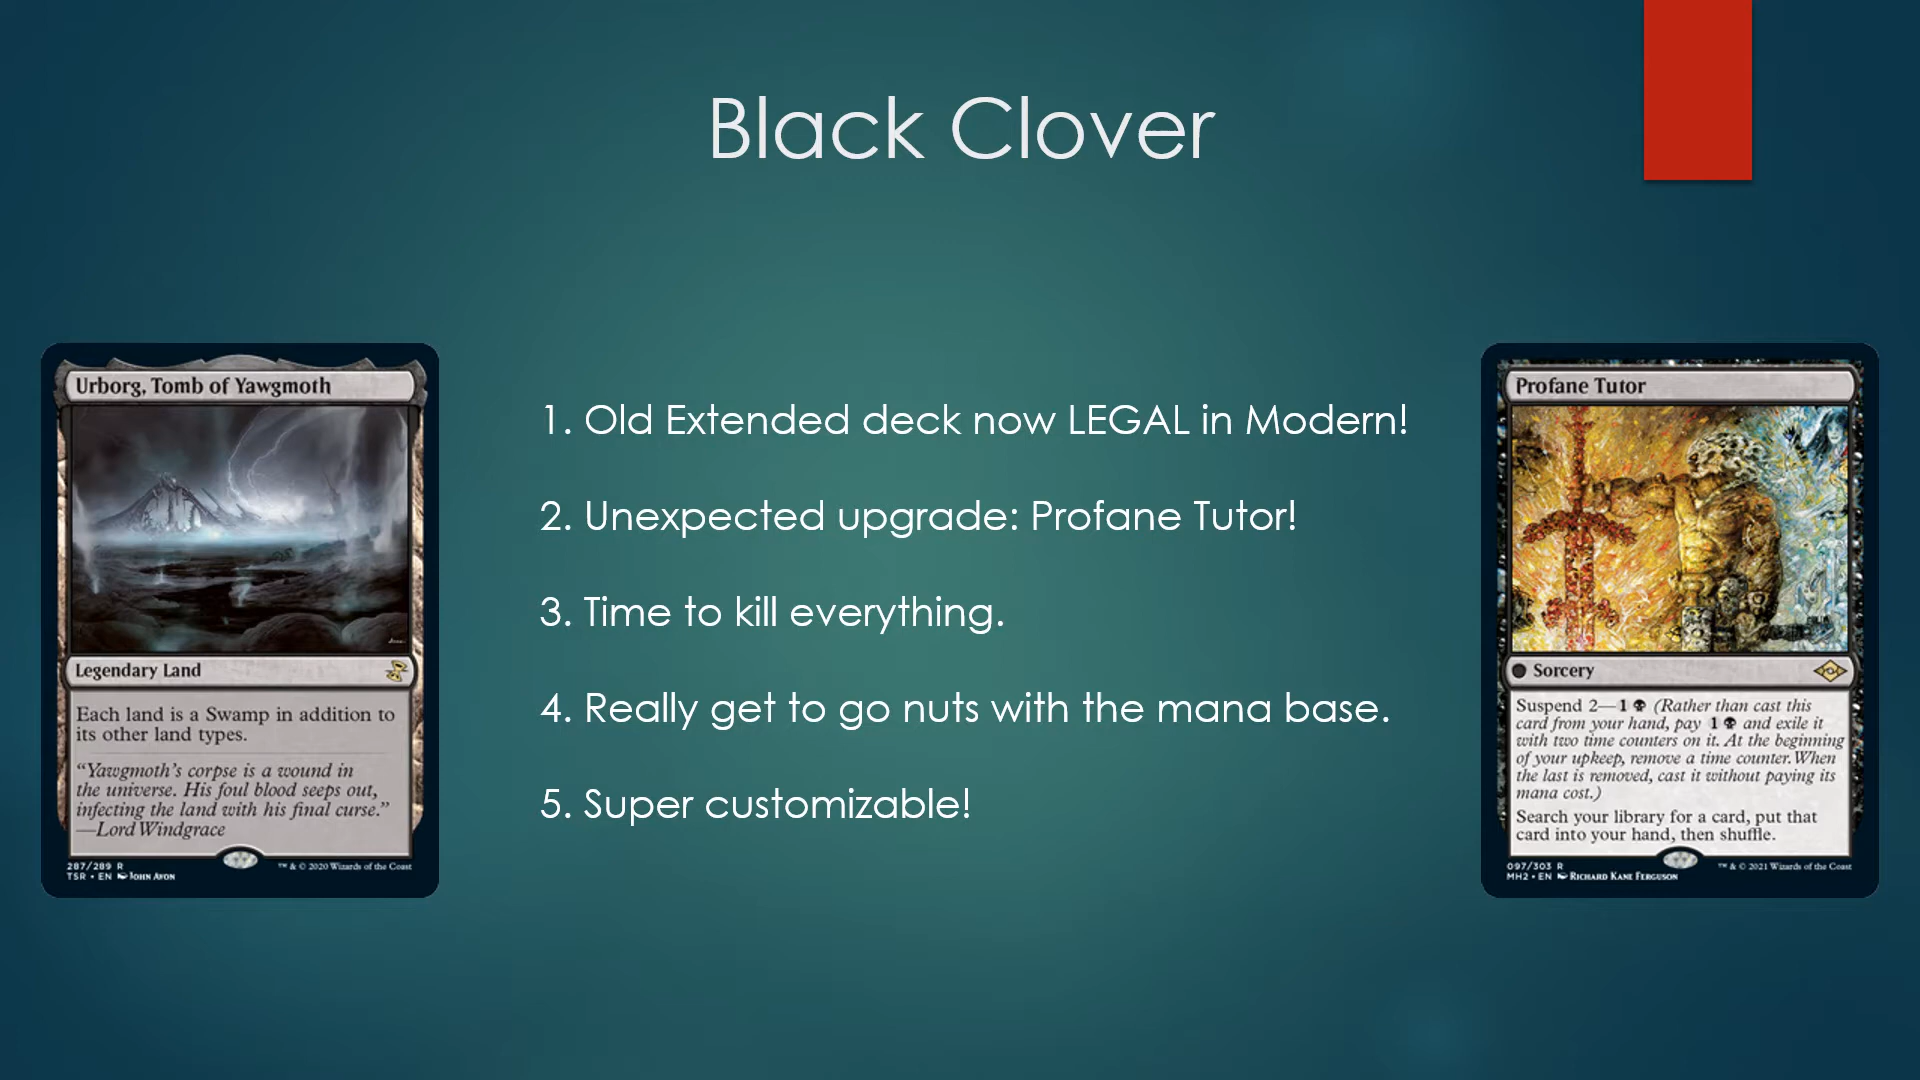 Black Clover
Urborg, Tomb of Yawgmoth
Legendary Land
Each land is a Swamp in addition to
its other land types.
“Yawgmoth’s corpse is a wound in
the universe. His foul blood seeps out,
infecting the land with his final curse.”
—Lord Windgrace
287/289 R
TSR • EN John Avon
™ & © 2020 Wizards of the Coast
1. Old Extended deck now LEGAL in Modern!
2. Unexpected upgrade: Profane Tutor!
3. Time to kill everything.
4. Really get to go nuts with the mana base.
5. Super customizable!
Profane Tutor
Sorcery
Suspend 2—1 (Rather than cast this
card from your hand, pay 1 and exile it
with two time counters on it. At the beginning
of your upkeep, remove a time counter. When
the last is removed, cast it without paying its
mana cost.)
Search your library for a card, put that
card into your hand, then shuffle.
097/303 R
MH2 • EN Richard Kane Ferguson
™ & © 2021 Wizards of the Coast